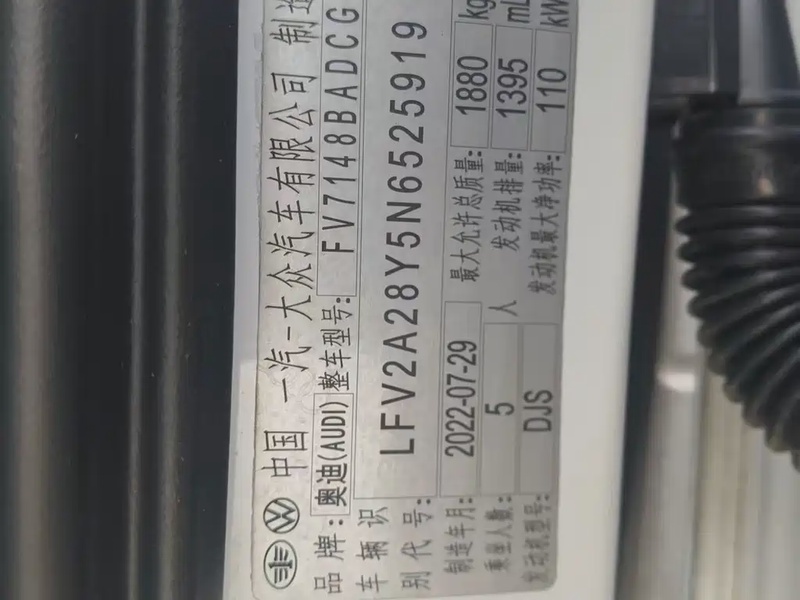 中国 一汽-大众汽车有限公司 制造
品牌: 奥迪(AUDI) 整车型号: FV7148BADCG
车辆识别代号: LFV2A28Y5N6525919
制造年月: 2022-07-29 最大允许总质量: 1880 kg
乘坐人数: 5 人 发动机排量: 1395 mL
发动机型号: DJS 发动机最大净功率: 110 kW